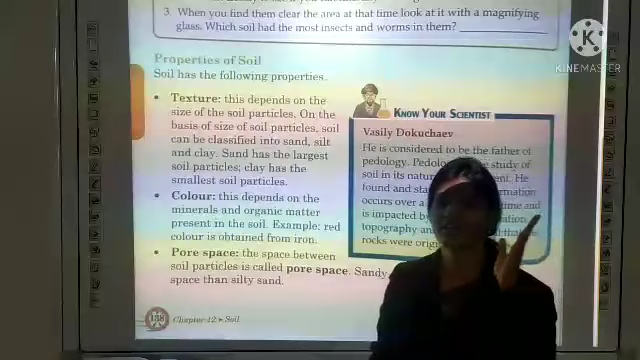 3. When you find them clear the area at that time look at it with a magnifying
glass. Which soil had the most insects and worms in them?
KINEMASTER
Properties of Soil
Soil has the following properties.
• Texture: this depends on the
size of the soil particles. On the
basis of size of soil particles, soil
can be classified into sand, silt
and clay. Sand has the largest
soil particles; clay has the
smallest soil particles.
• Colour: this depends on the
minerals and organic matter
present in the soil. Example: red
colour is obtained from iron.
• Pore space: the space between
soil particles is called pore space. Sandy
space than silty sand.
KNOW YOUR SCIENTIST
Vasily Dokuchaev
He is considered to be the father of
pedology. study of
soil in its He
found and
occurs over a time and
is impacted by
topography and
rocks were
138
Chapter-12 • Soil